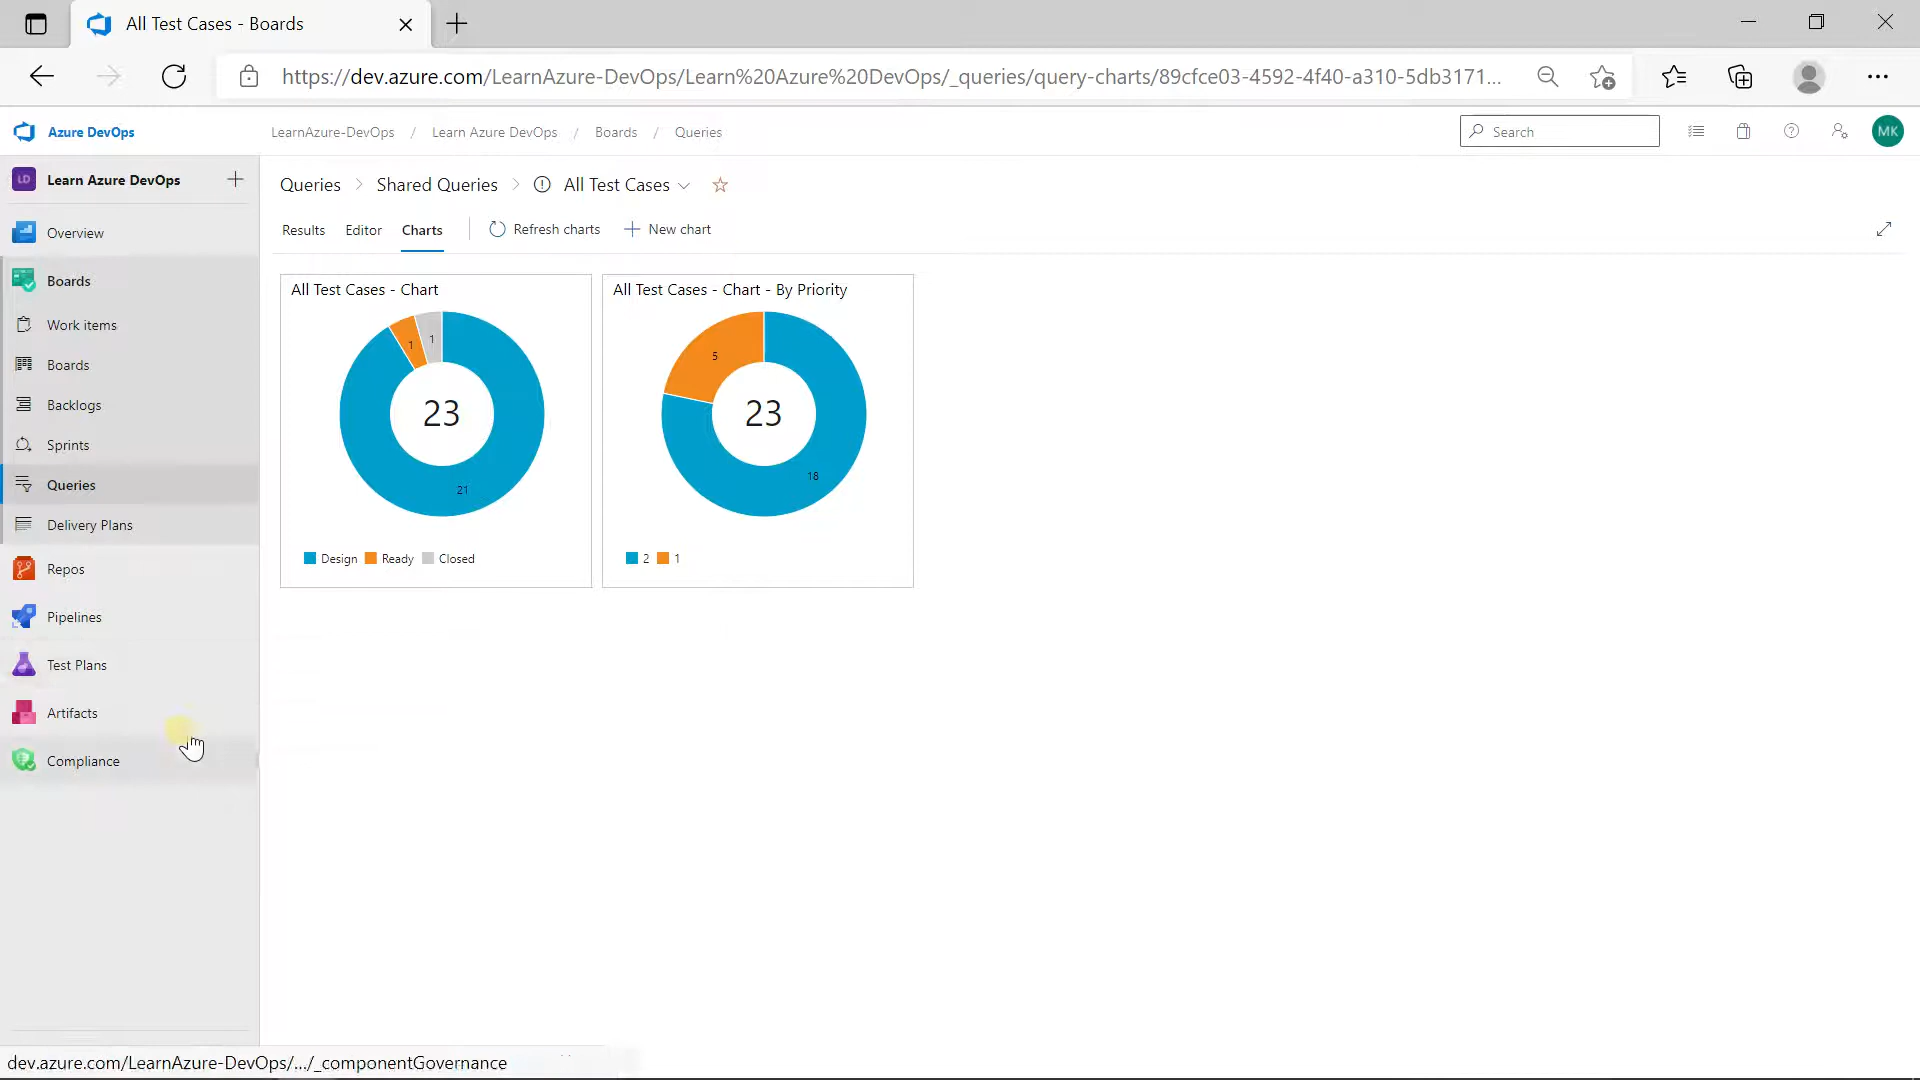 All Test Cases - Boards
https://dev.azure.com/LearnAzure-DevOps/Learn%20Azure%20DevOps/_queries/query-charts/89cfce03-4592-4f40-a310-5db3171...
Azure DevOps
LearnAzure-DevOps / Learn Azure DevOps / Boards / Queries
Search
MK
LD Learn Azure DevOps
Overview
Boards
Work items
Boards
Backlogs
Sprints
Queries
Delivery Plans
Repos
Pipelines
Test Plans
Artifacts
Compliance
Queries > Shared Queries > All Test Cases
Results Editor Charts Refresh charts New chart
All Test Cases - Chart
1 1
23
21
Design Ready Closed
All Test Cases - Chart - By Priority
5
23
18
2 1
dev.azure.com/LearnAzure-DevOps/.../_componentGovernance